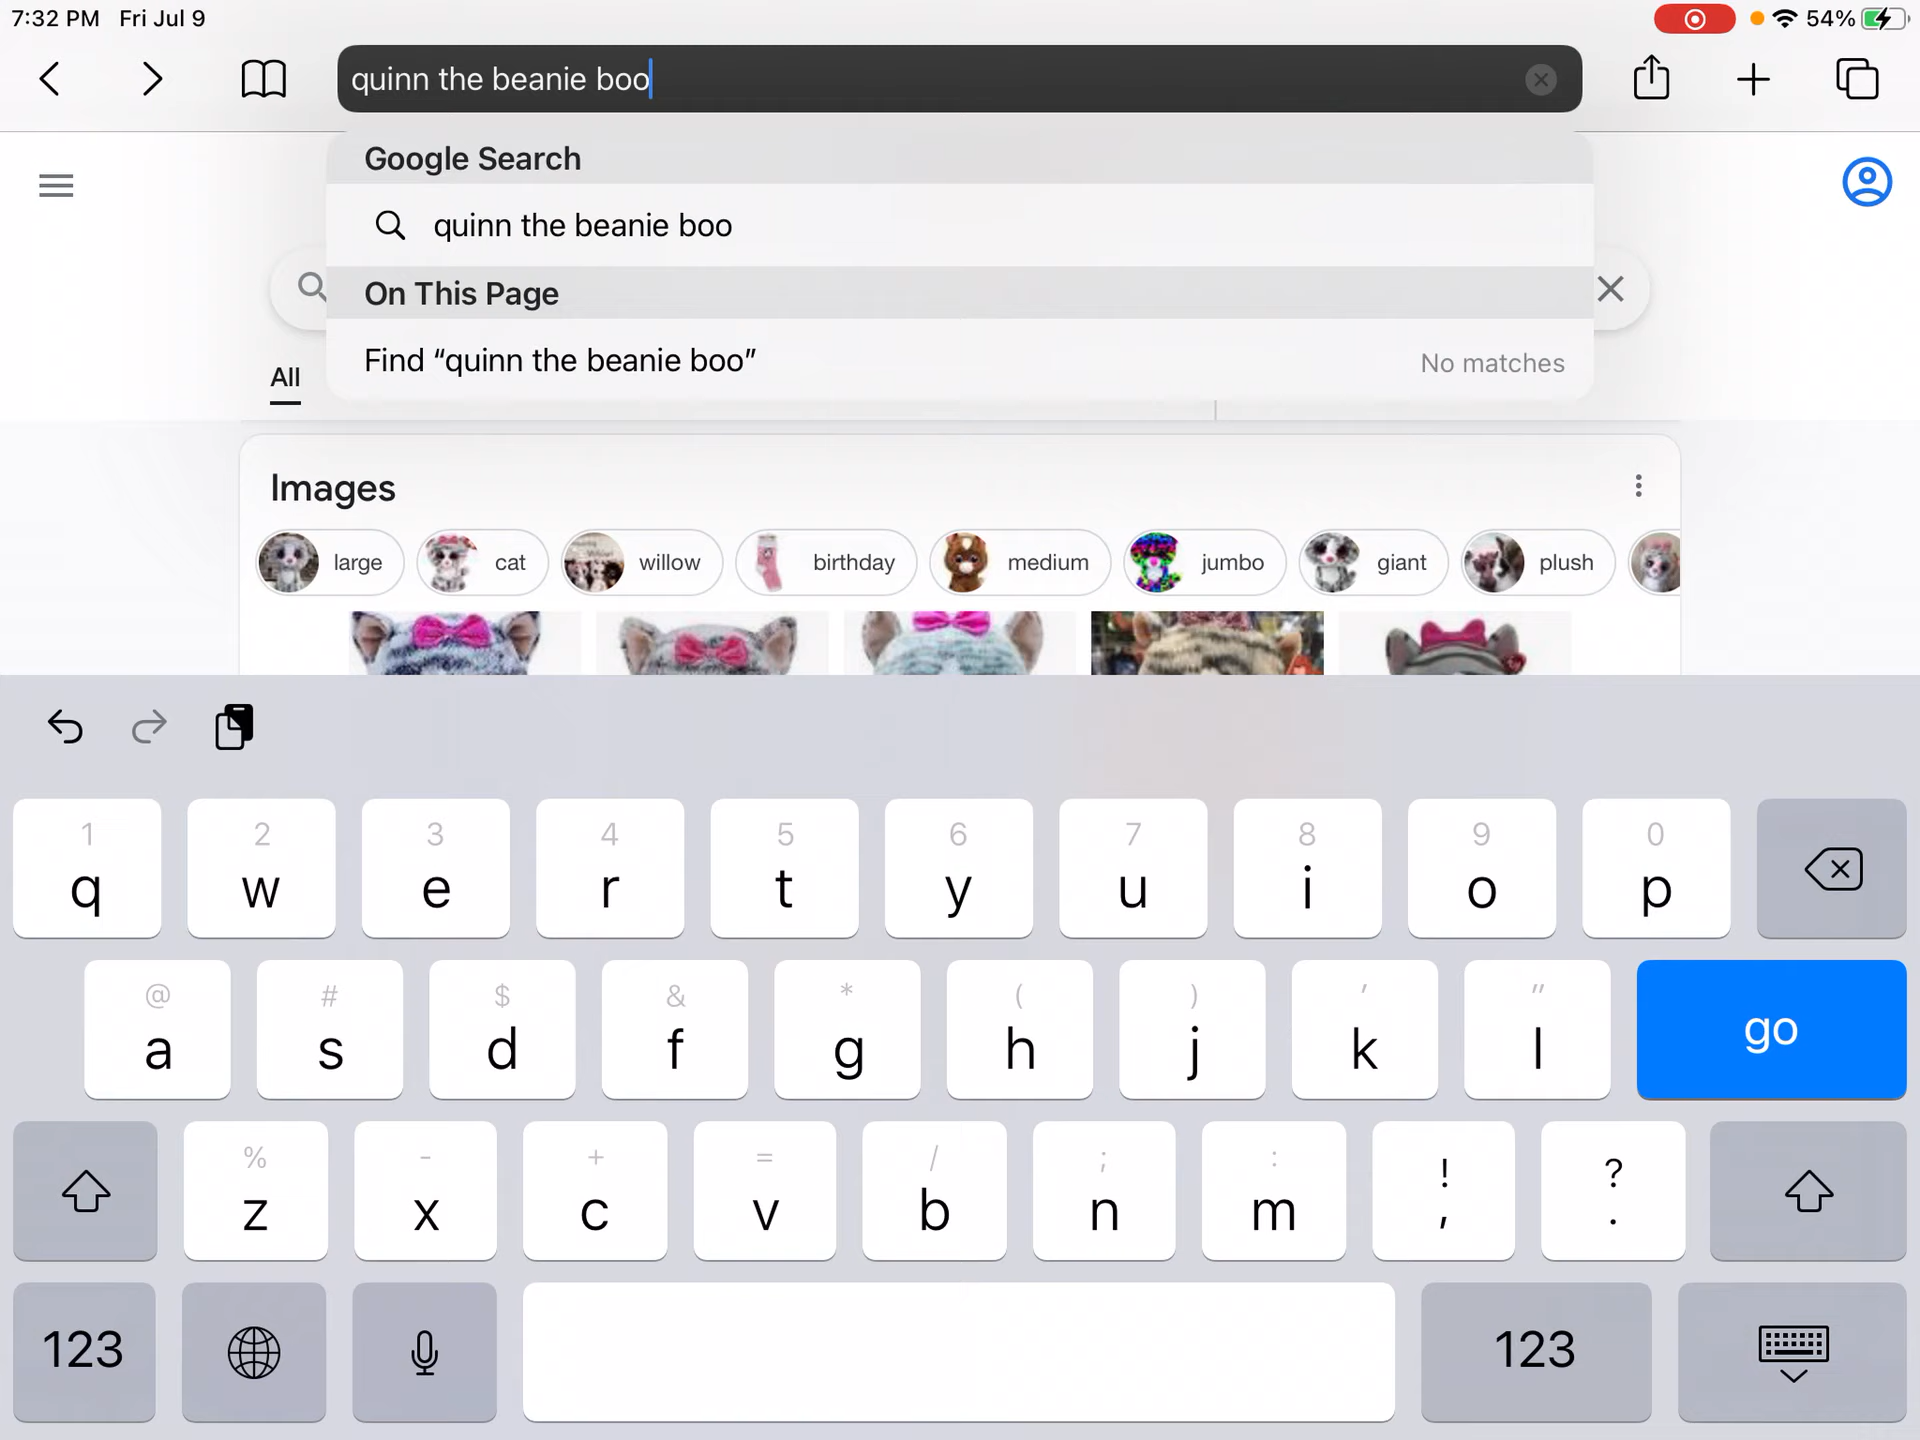 7:32 PM Fri Jul 9 54%
quinn the beanie boo
Google Search
quinn the beanie boo
On This Page
Find “quinn the beanie boo” No matches
All
Images
large cat willow birthday medium jumbo giant plush
1 2 3 4 5 6 7 8 9 0
q w e r t y u i o p
@ # $ & * ( ) ' "
a s d f g h j k l go
% - + = / ; : ! ?
z x c v b n m , .
123 123